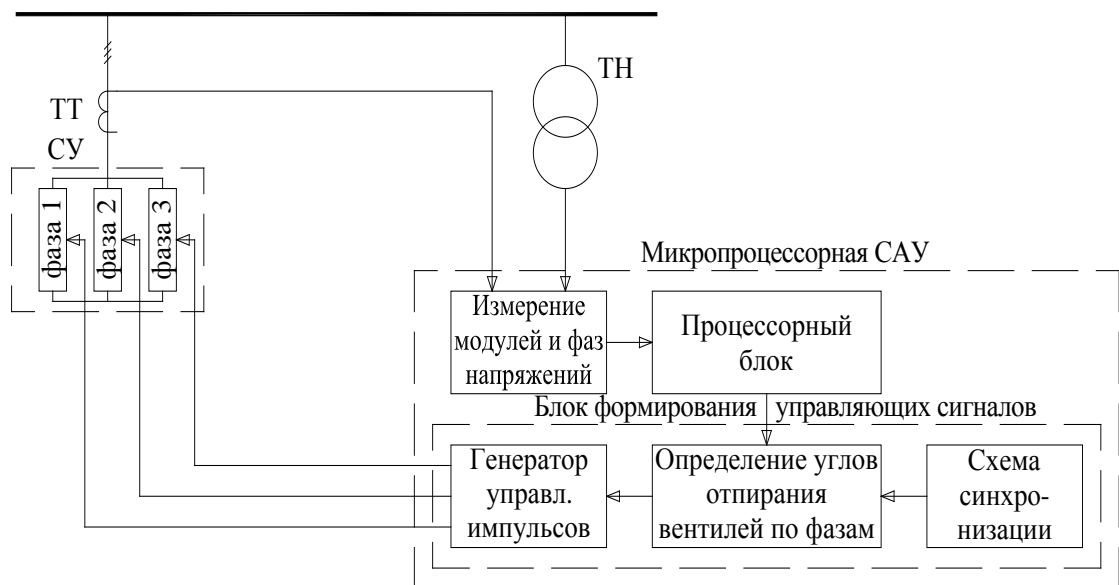 ТН
ТТ
СУ
фаза 1
фаза 2
фаза 3
Микропроцессорная САУ
Измерение
модулей и фаз
напряжений
Процессорный
блок
Блок формирования управляющих сигналов
Генератор
управл.
импульсов
Определение углов
отпирания
вентилей по фазам
Схема
синхро-
низации